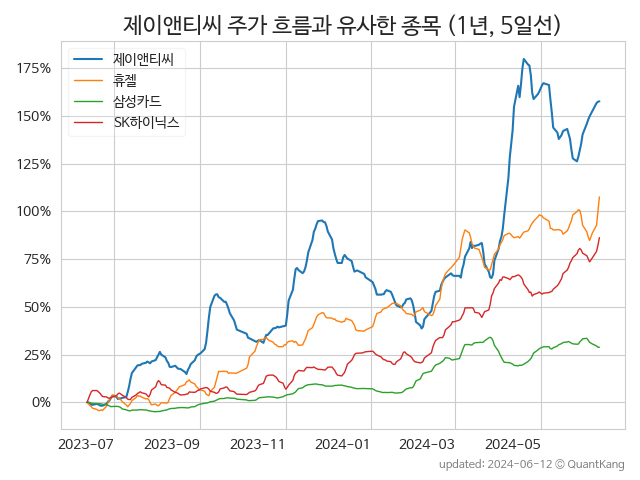 제이앤티씨 주가 흐름과 유사한 종목 (1년, 5일선)
제이앤티씨
휴젤
삼성카드
SK하이닉스
175%
150%
125%
100%
75%
50%
25%
0%
2023-07 2023-09 2023-11 2024-01 2024-03 2024-05
updated: 2024-06-12 © QuantKang